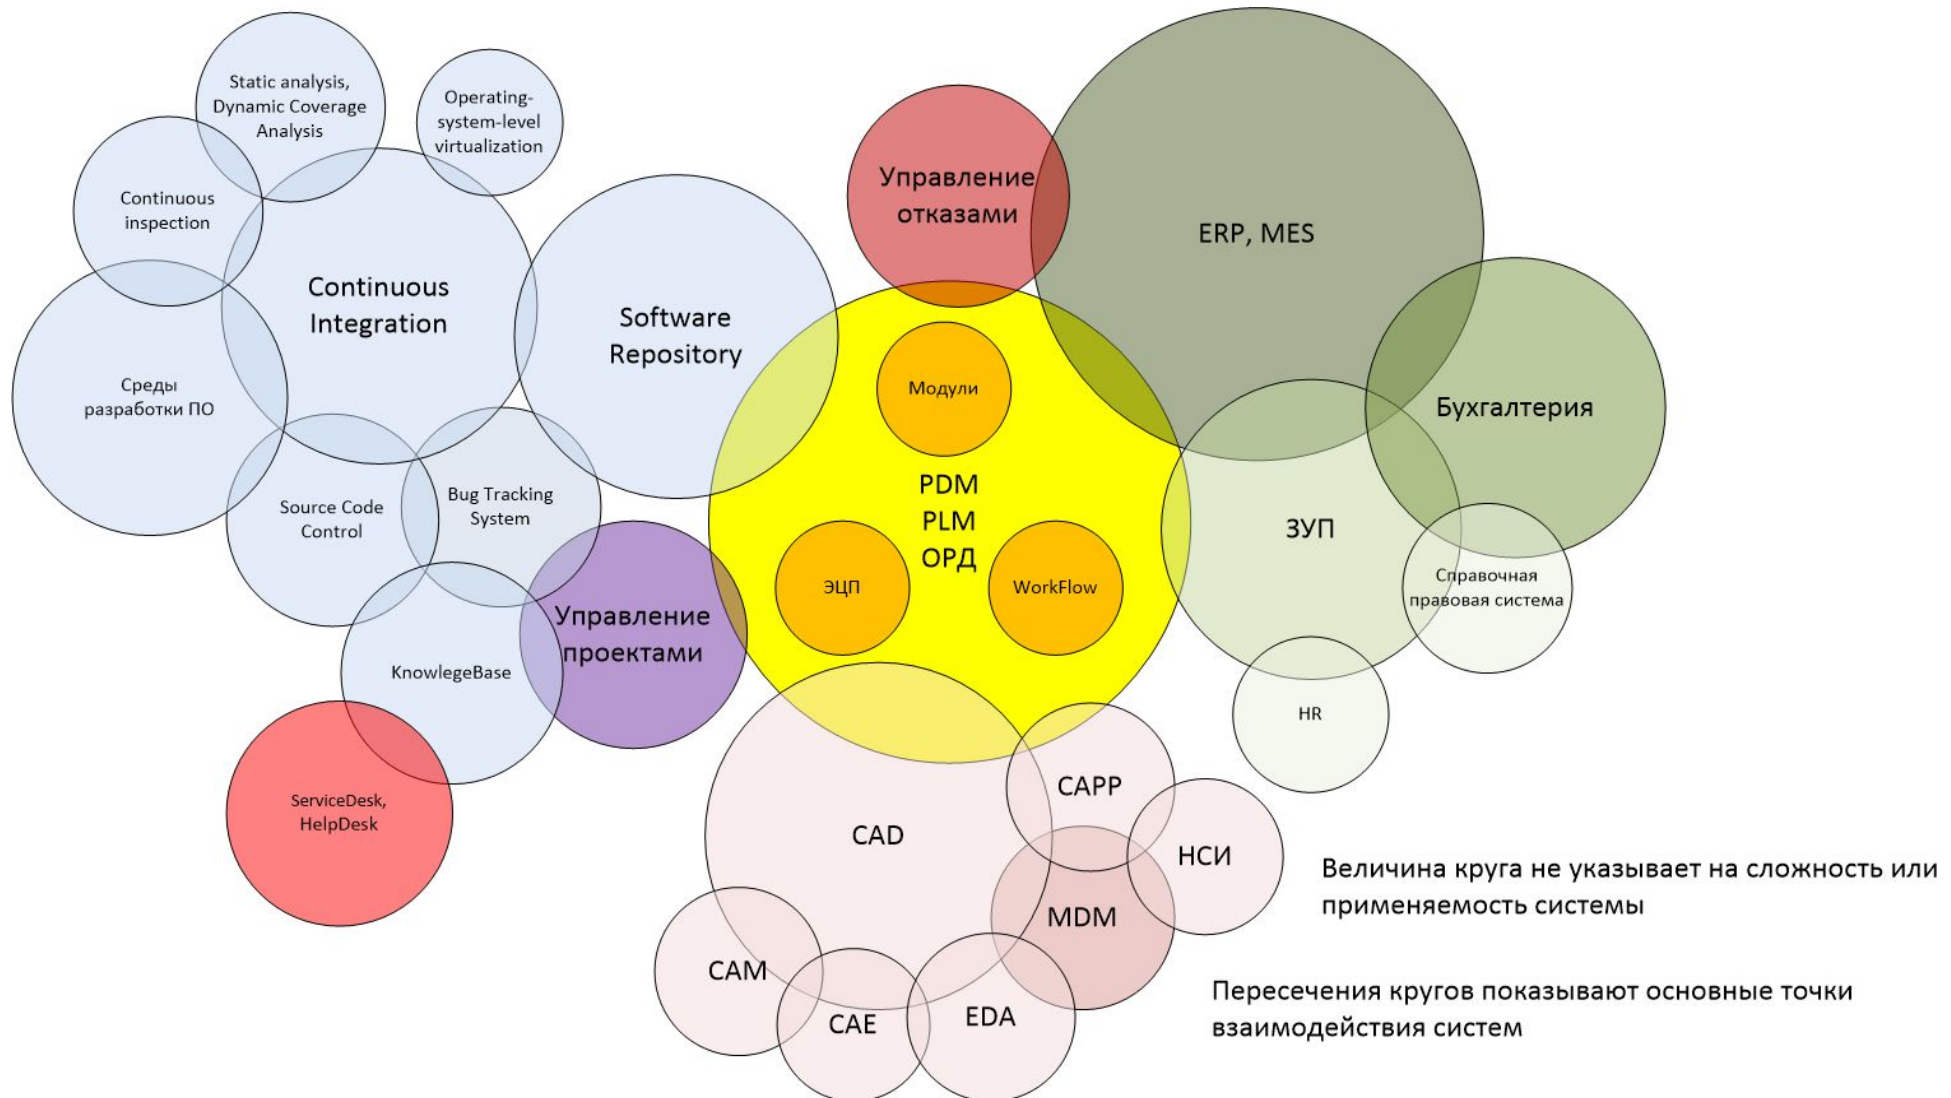 Static analysis,
Dynamic Coverage
Analysis
Operating-
system-level
virtualization
Continuous
inspection
Continuous
Integration
Software
Repository
Среды
разработки ПО
Source Code
Control
Bug Tracking
System
KnowlegeBase
Управление
проектами
ServiceDesk,
HelpDesk
Управление
отказами
ERP, MES
Бухгалтерия
Модули
PDM
PLM
ОРД
ЭЦП
WorkFlow
ЗУП
Справочная
правовая система
HR
CAD
CAPP
НСИ
MDM
CAM
CAE
EDA
Величина круга не указывает на сложность или
применяемость системы
Пересечения кругов показывают основные точки
взаимодействия систем